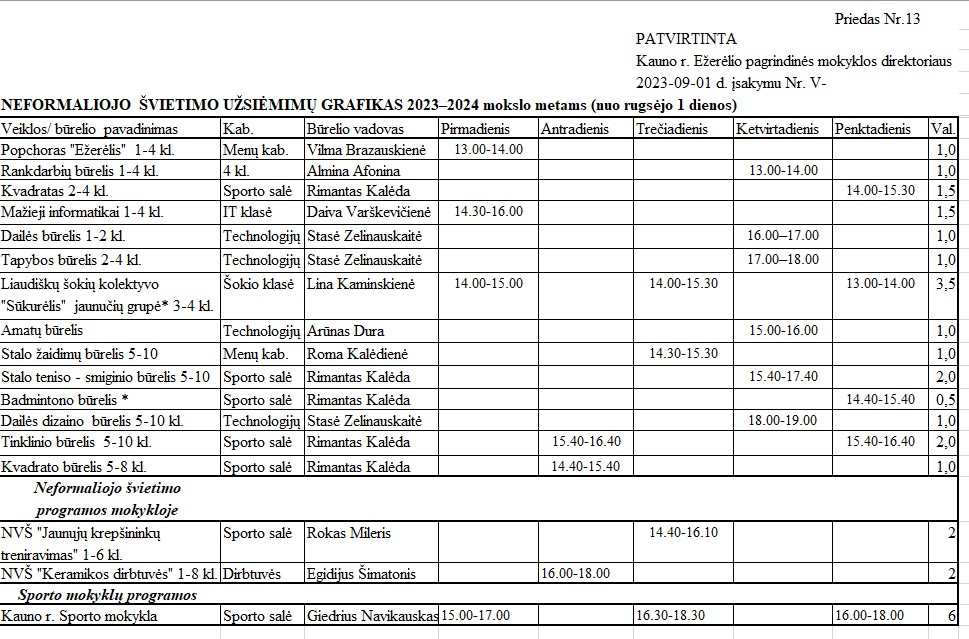 Priedas Nr.13
PATVIRTINTA
Kauno r. Ežerėlio pagrindinės mokyklos direktoriaus
2023-09-01 d. įsakymu Nr. V-
NEFORMALIOJO ŠVIETIMO UŽSIĖMIMŲ GRAFIKAS 2023–2024 mokslo metams (nuo rugsėjo 1 dienos)
Veiklos/ būrelio pavadinimas Kab. Būrelio vadovas Pirmadienis Antradienis Trečiadienis Ketvirtadienis Penktadienis Val.
Popchoras "Ežerėlis" 1-4 kl. Menų kab. Vilma Brazauskienė 13.00-14.00 1,0
Rankdarbių būrelis 1-4 kl. 4 kl. Almina Afonina 13.00-14.00 1,0
Kvadratas 2-4 kl. Sporto salė Rimantas Kalėda 14.00-15.30 1,5
Mažieji informatikai 1-4 kl. IT klasė Daiva Varškevičienė 14.30-16.00 1,5
Dailės būrelis 1-2 kl. Technologijų Stasė Zelinauskaitė 16.00–17.00 1,0
Tapybos būrelis 2-4 kl. Technologijų Stasė Zelinauskaitė 17.00–18.00 1,0
Liaudiškų šokių kolektyvo Šokio klasė Lina Kaminskienė 14.00-15.00 14.00-15.30 13.00-14.00 3,5
"Sūkurėlis" jaunučių grupė* 3-4 kl.
Amatų būrelis Technologijų Arūnas Dura 15.00-16.00 1,0
Stalo žaidimų būrelis 5-10 Menų kab. Roma Kalėdienė 14.30-15.30 1,0
Stalo teniso - smiginio būrelis 5-10 Sporto salė Rimantas Kalėda 15.40-17.40 2,0
Badmintono būrelis * Sporto salė Rimantas Kalėda 14.40-15.40 0,5
Dailės dizaino būrelis 5-10 kl. Technologijų Stasė Zelinauskaitė 18.00-19.00 1,0
Tinklinio būrelis 5-10 kl. Sporto salė Rimantas Kalėda 15.40-16.40 15.40-16.40 2,0
Kvadrato būrelis 5-8 kl. Sporto salė Rimantas Kalėda 14.40-15.40 1,0
Neformaliojo švietimo
programos mokykloje
NVŠ "Jaunųjų krepšininkų Sporto salė Rokas Mileris 14.40-16.10 2
treniravimas" 1-6 kl.
NVŠ "Keramikos dirbtuvės" 1-8 kl. Dirbtuvės Egidijus Šimatonis 16.00-18.00 2
Sporto mokyklų programos
Kauno r. Sporto mokykla Sporto salė Giedrius Navikauskas 15.00-17.00 16.30-18.30 16.00-18.00 6